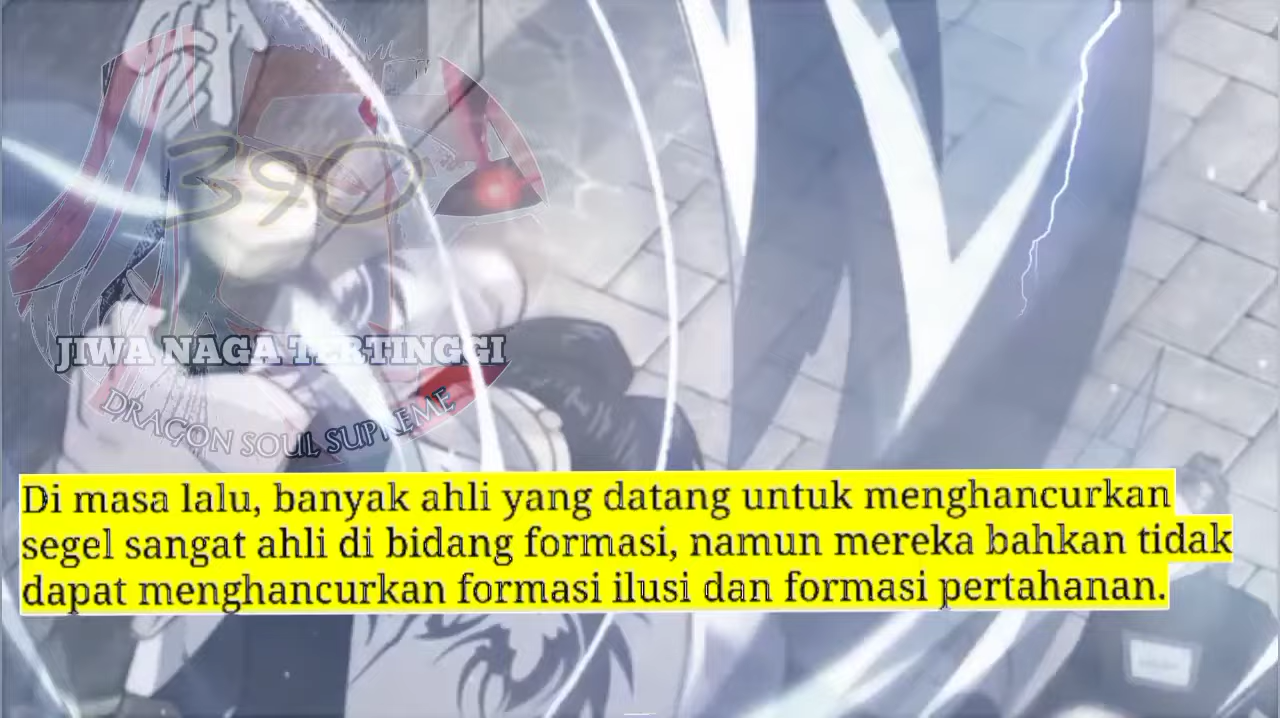 390
JIWA NAGA TERTINGGI
DRAGON SOUL SUPREME
Di masa lalu, banyak ahli yang datang untuk menghancurkan
segel sangat ahli di bidang formasi, namun mereka bahkan tidak
dapat menghancurkan formasi ilusi dan formasi pertahanan.